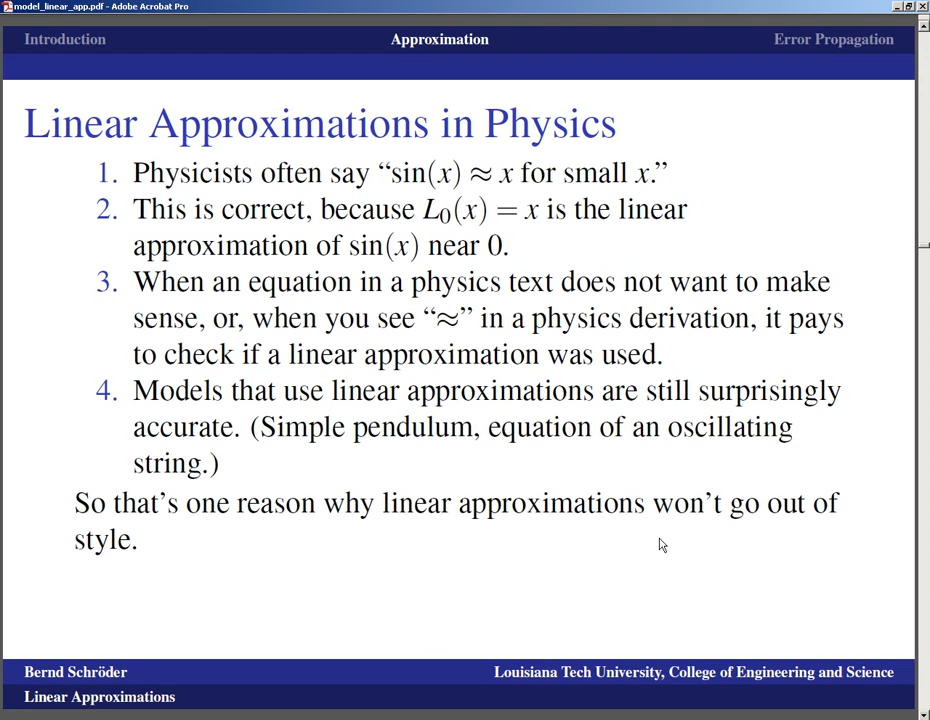 model_linear_app.pdf - Adobe Acrobat Pro
Introduction Approximation Error Propagation
Linear Approximations in Physics
1. Physicists often say “sin(x) ≈ x for small x.”
2. This is correct, because L₀(x) = x is the linear
approximation of sin(x) near 0.
3. When an equation in a physics text does not want to make
sense, or, when you see “≈” in a physics derivation, it pays
to check if a linear approximation was used.
4. Models that use linear approximations are still surprisingly
accurate. (Simple pendulum, equation of an oscillating
string.)
So that’s one reason why linear approximations won’t go out of
style.
Bernd Schröder Louisiana Tech University, College of Engineering and Science
Linear Approximations